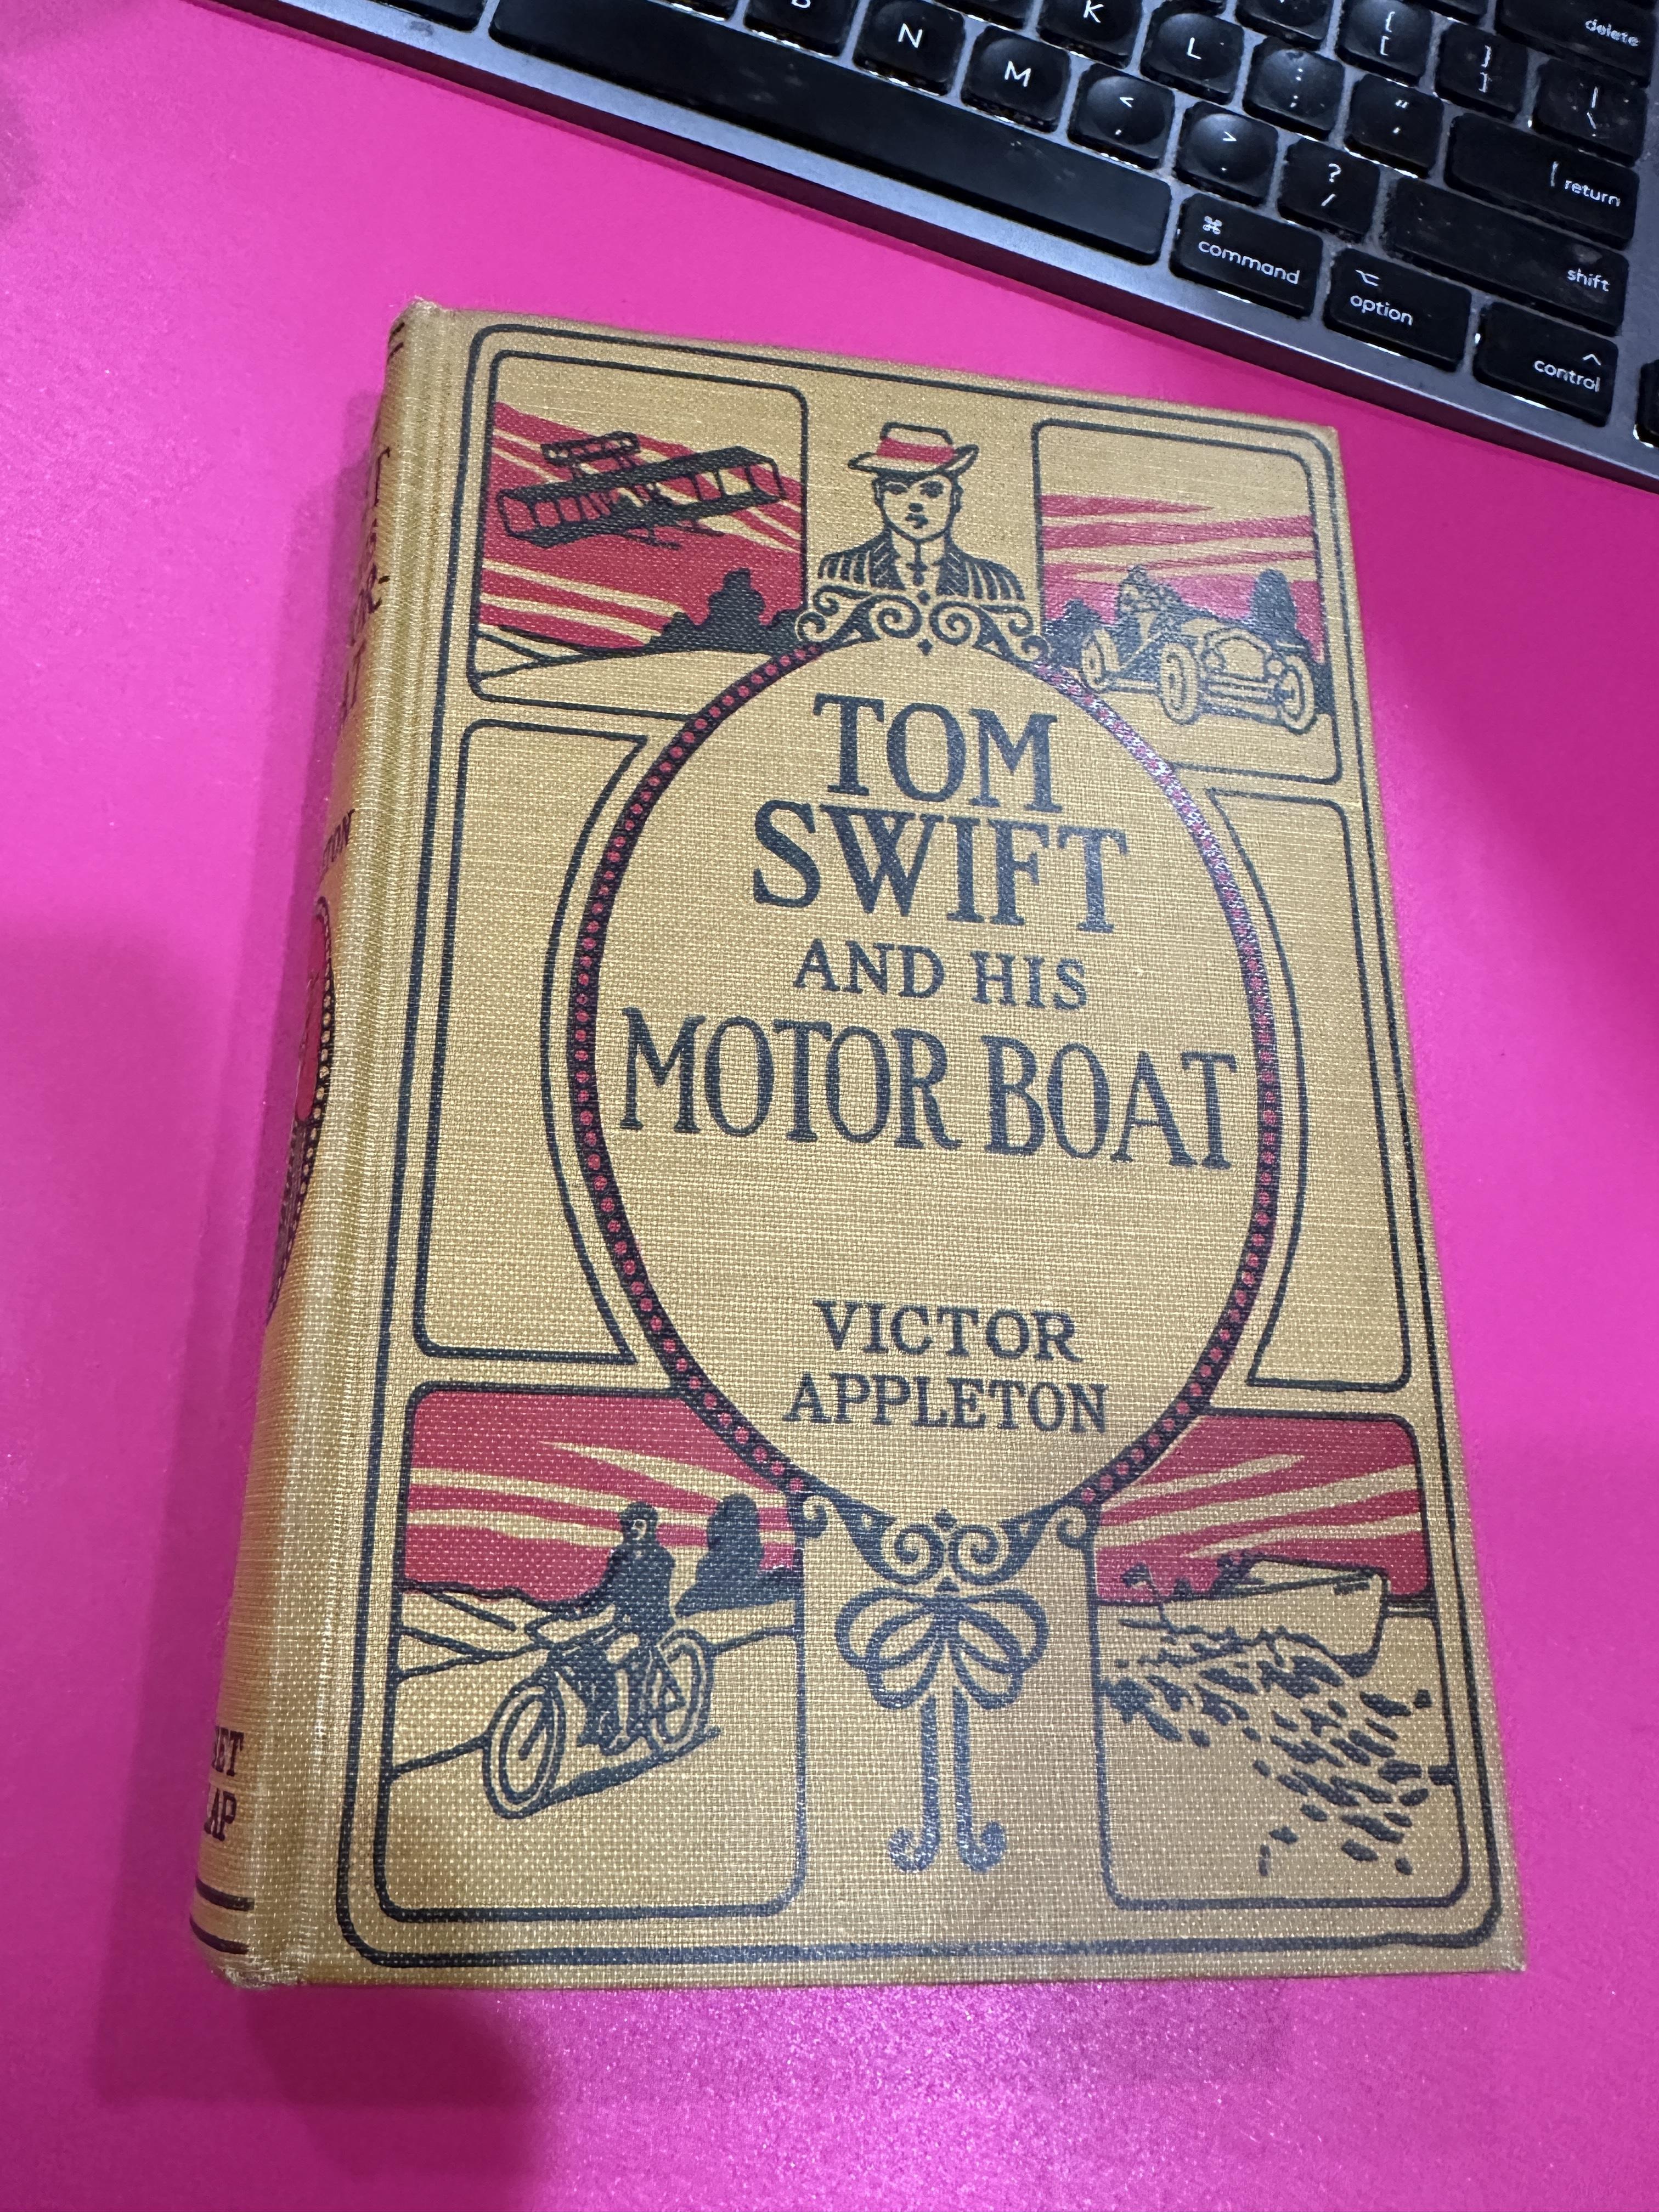 B
N
M
K
L
<
,
>
.
:
;
"
'
?
/
{
[
}
]
|
\
delete
return
shift
⌘
command
⌥
option
^
control
TOM
SWIFT
AND HIS
MOTOR BOAT
VICTOR
APPLETON